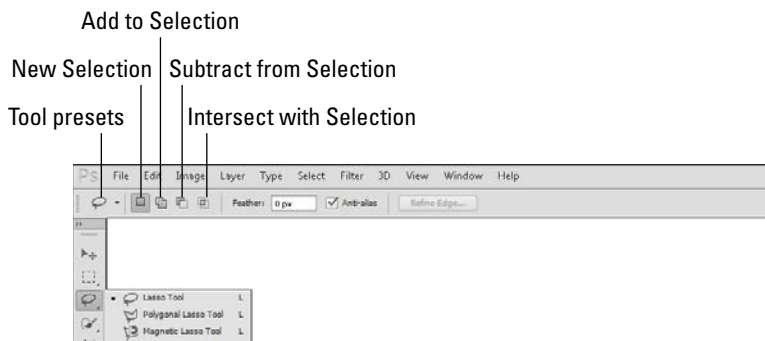 Add to Selection
New Selection Subtract from Selection
Tool presets Intersect with Selection
Ps File Edit Image Layer Type Select Filter 3D View Window Help
Feather: 0 px Anti-alias Refine Edge...
Lasso Tool L
Polygonal Lasso Tool L
Magnetic Lasso Tool L